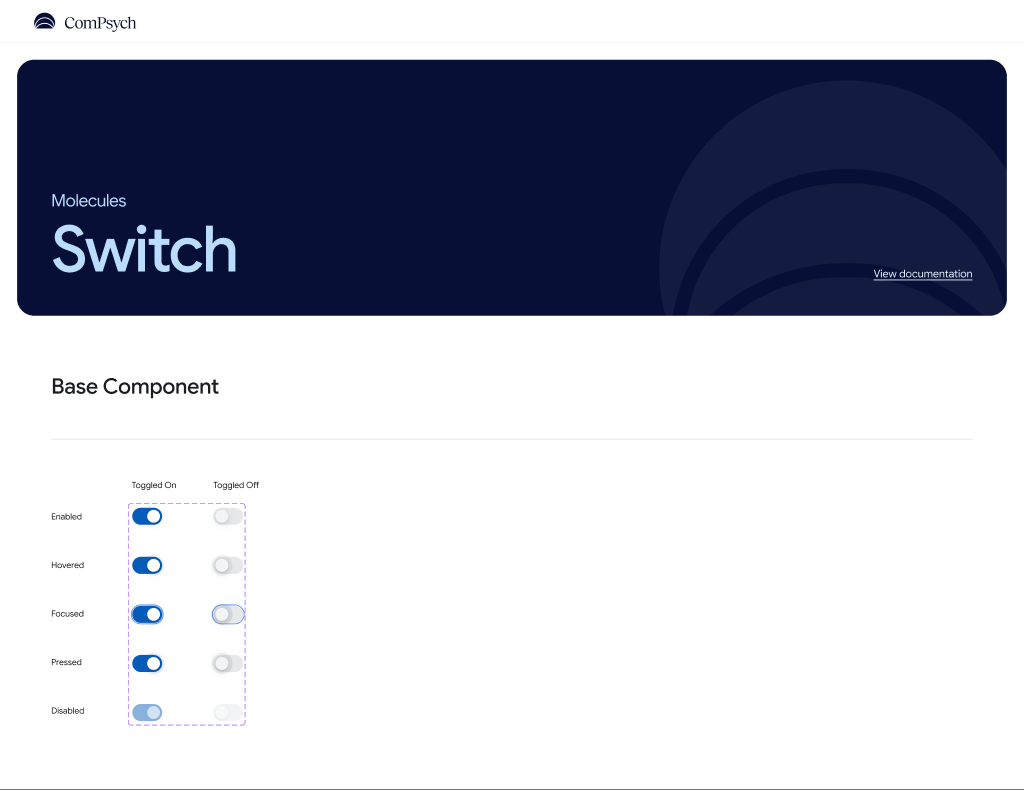 ComPsych
Molecules
Switch
View documentation
Base Component
Toggled On Toggled Off
Enabled
Hovered
Focused
Pressed
Disabled